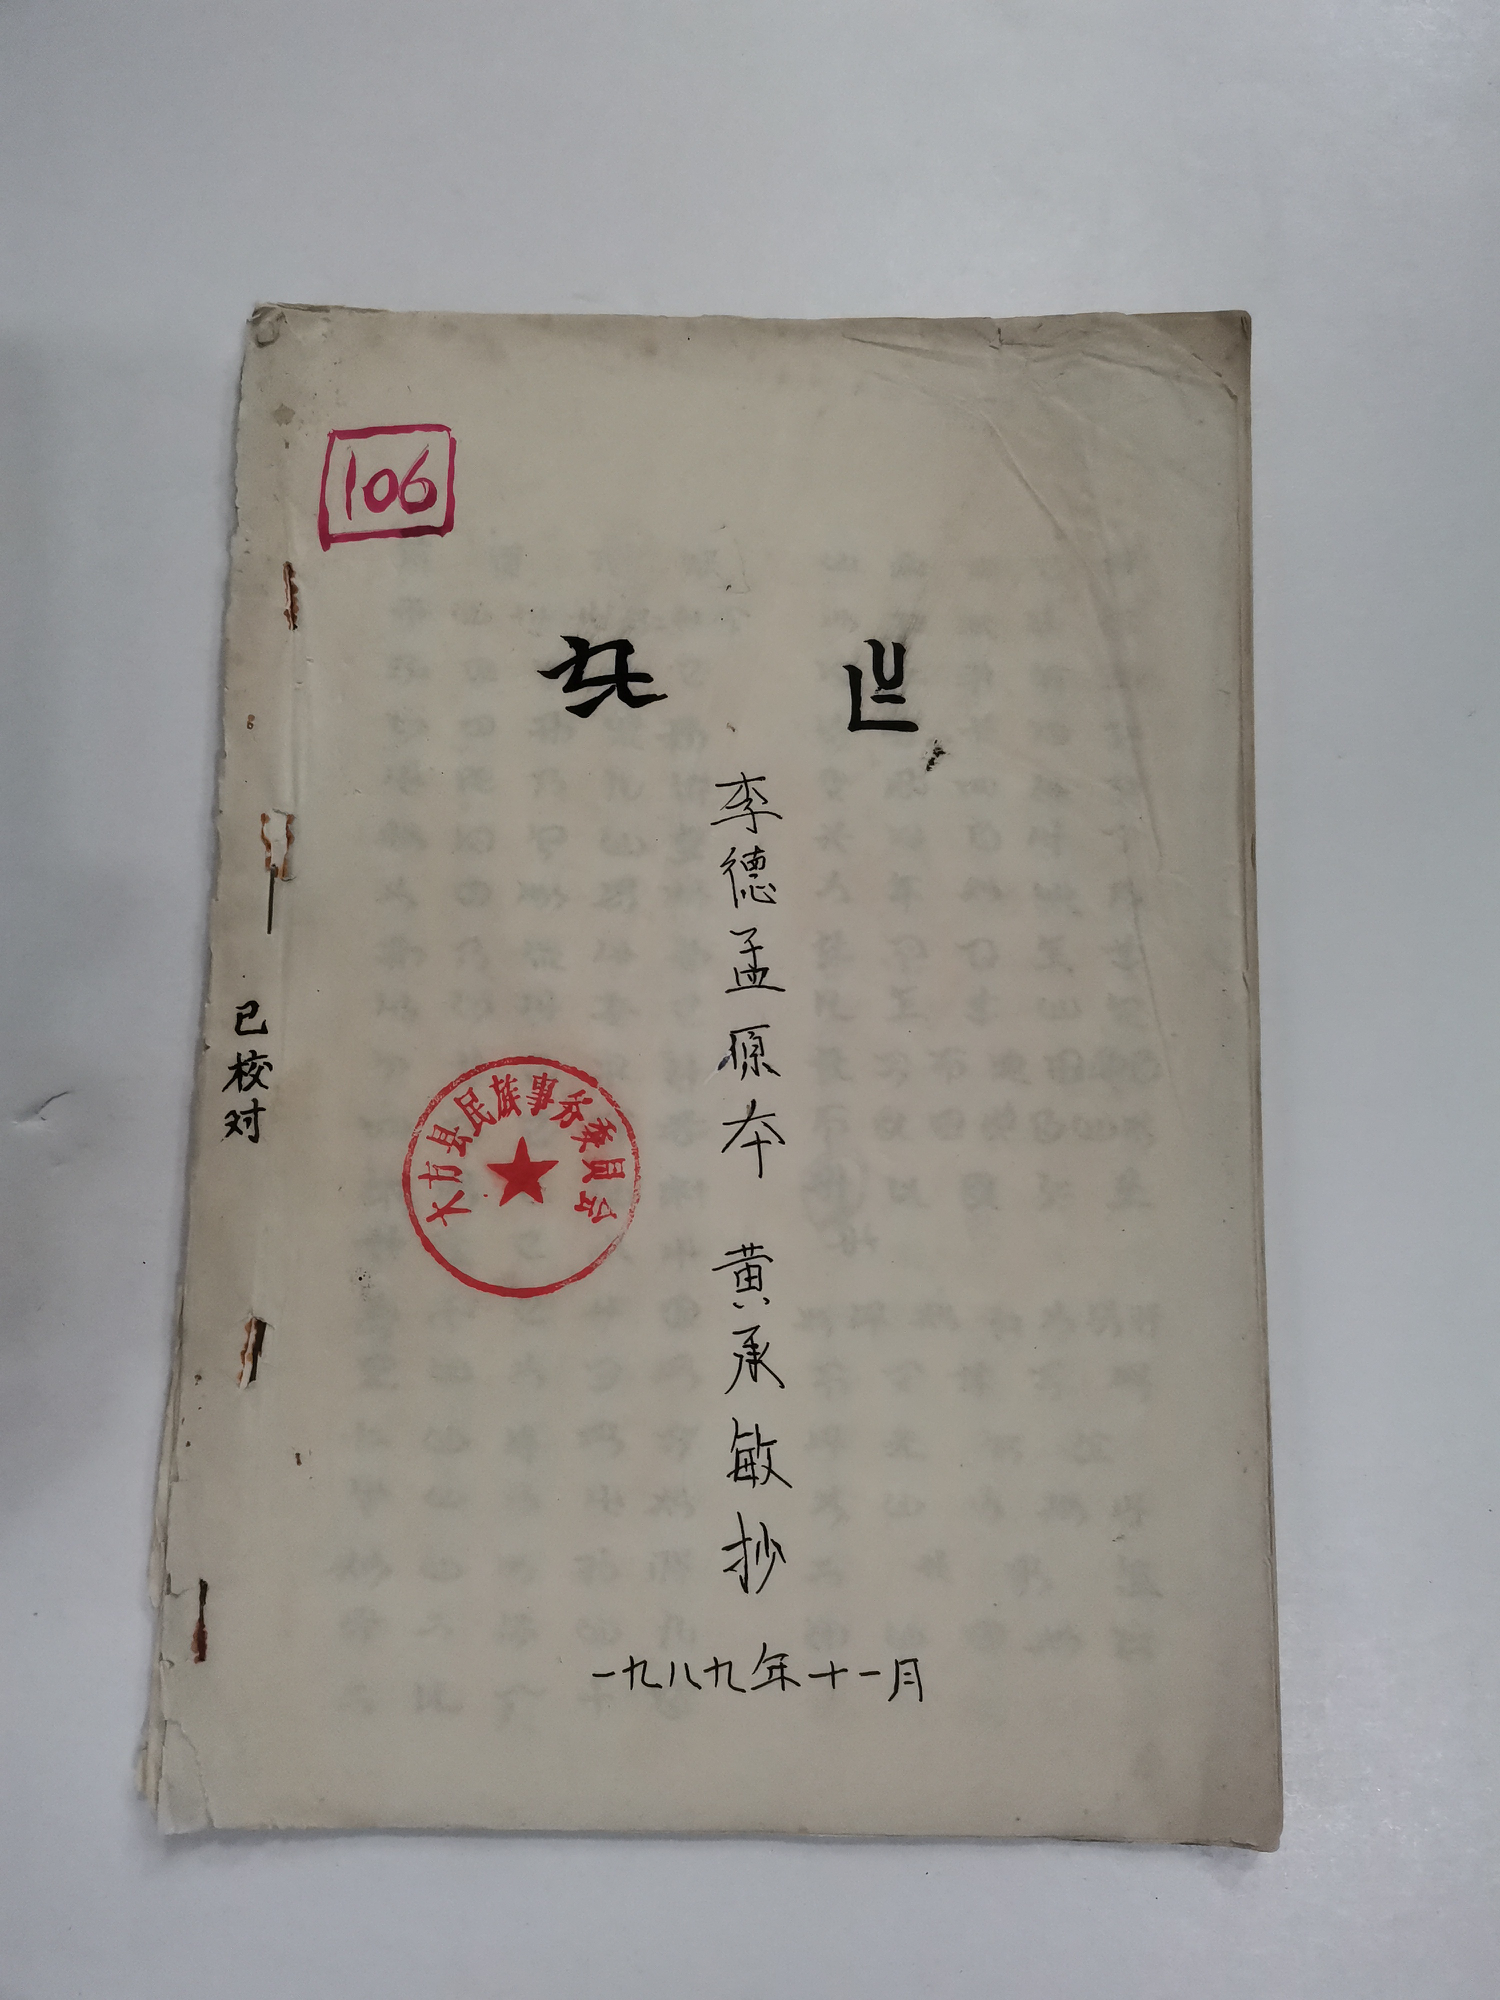 106
李德孟原本 黄承敏抄
一九八九年十一月
已校对
大方县民族事务委员会